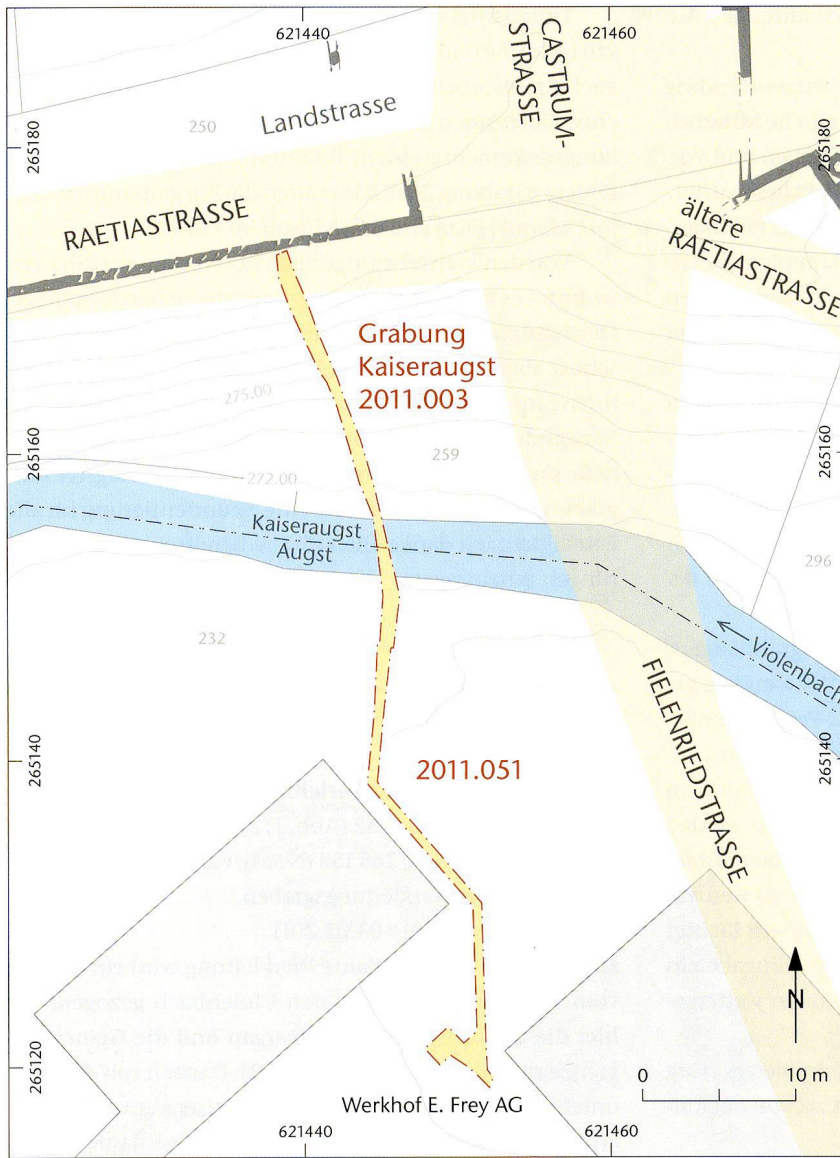 621440
621460
CASTRUM-
STRASSE
Landstrasse
250
265180
265180
RAETIASTRASSE
ältere
RAETIASTRASSE
Grabung
Kaiseraugst
2011.003
275.00
259
265160
265160
272.00
Kaiseraugst
Augst
296
232
Violenbach
FIELENRIEDSTRASSE
265140
265140
2011.051
N
265120
0 10 m
Werkhof E. Frey AG
621440
621460